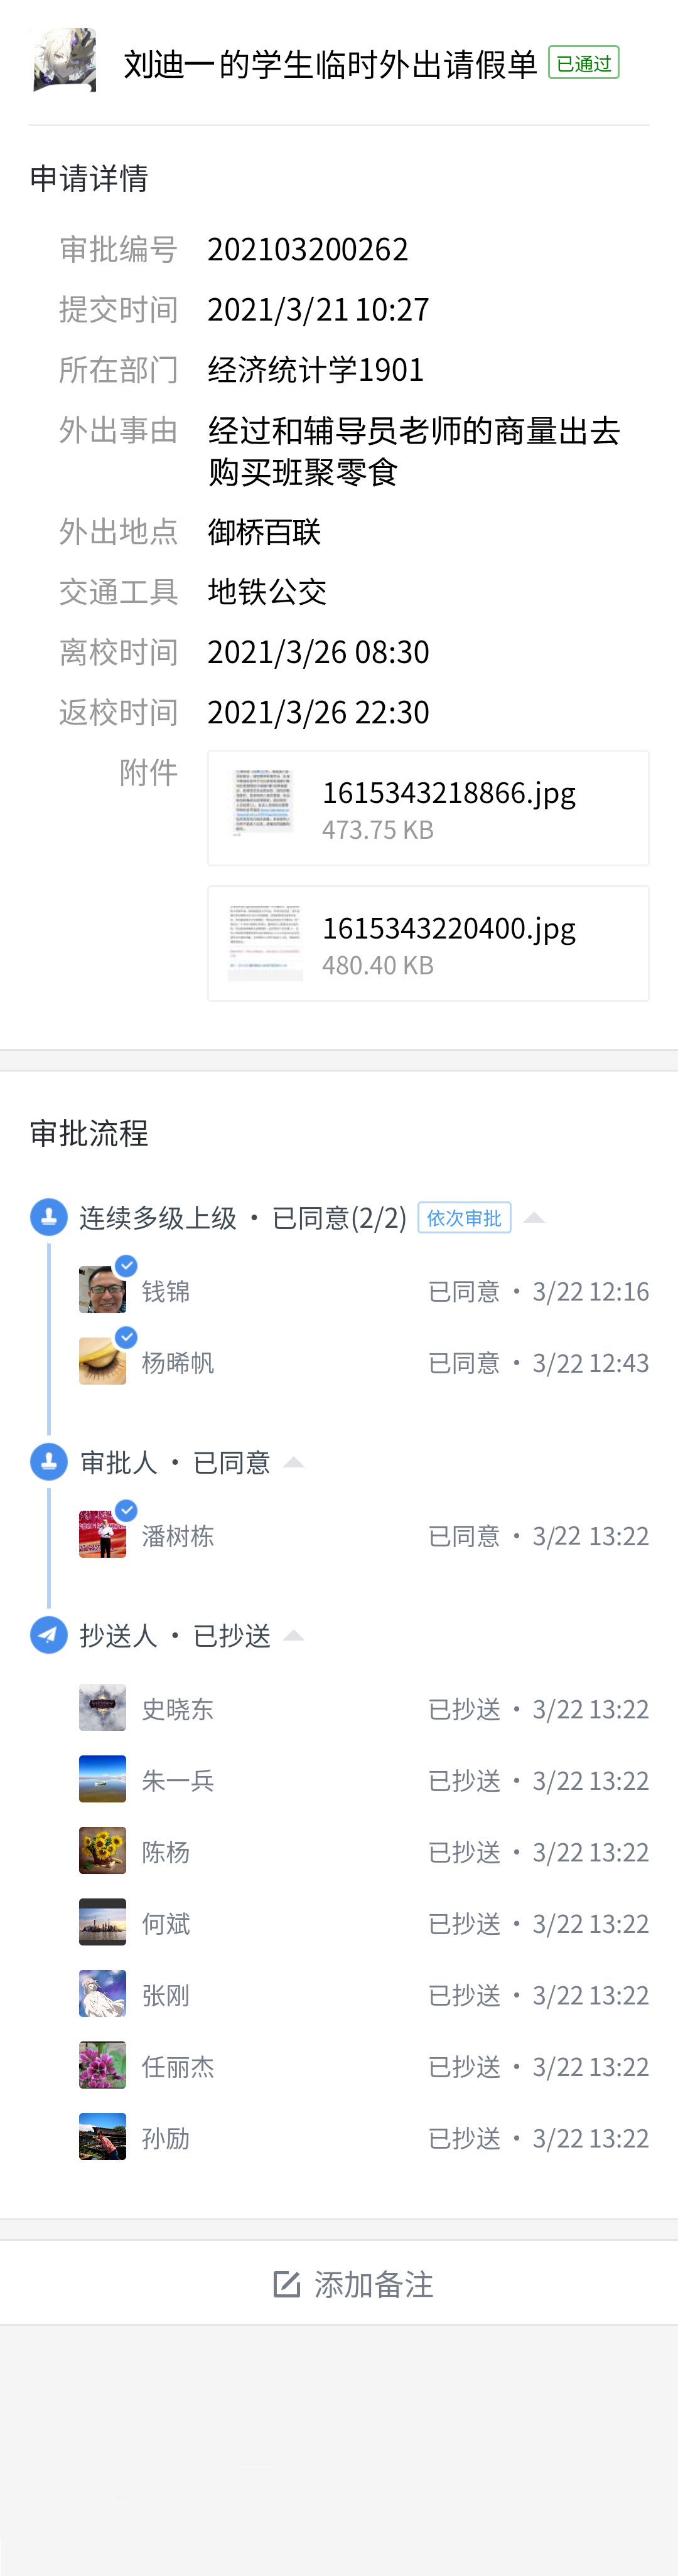 刘迪一的学生临时外出请假单 已通过
申请详情
审批编号 202103200262
提交时间 2021/3/21 10:27
所在部门 经济统计学1901
外出事由 经过和辅导员老师的商量出去
购买班聚零食
外出地点 御桥百联
交通工具 地铁公交
离校时间 2021/3/26 08:30
返校时间 2021/3/26 22:30
附件 1615343218866.jpg
473.75 KB
1615343220400.jpg
480.40 KB
审批流程
连续多级上级 · 已同意(2/2) 依次审批
钱锦 已同意 · 3/22 12:16
杨晞帆 已同意 · 3/22 12:43
审批人 · 已同意
潘树栋 已同意 · 3/22 13:22
抄送人 · 已抄送
史晓东 已抄送 · 3/22 13:22
朱一兵 已抄送 · 3/22 13:22
陈杨 已抄送 · 3/22 13:22
何斌 已抄送 · 3/22 13:22
张刚 已抄送 · 3/22 13:22
任丽杰 已抄送 · 3/22 13:22
孙励 已抄送 · 3/22 13:22
添加备注